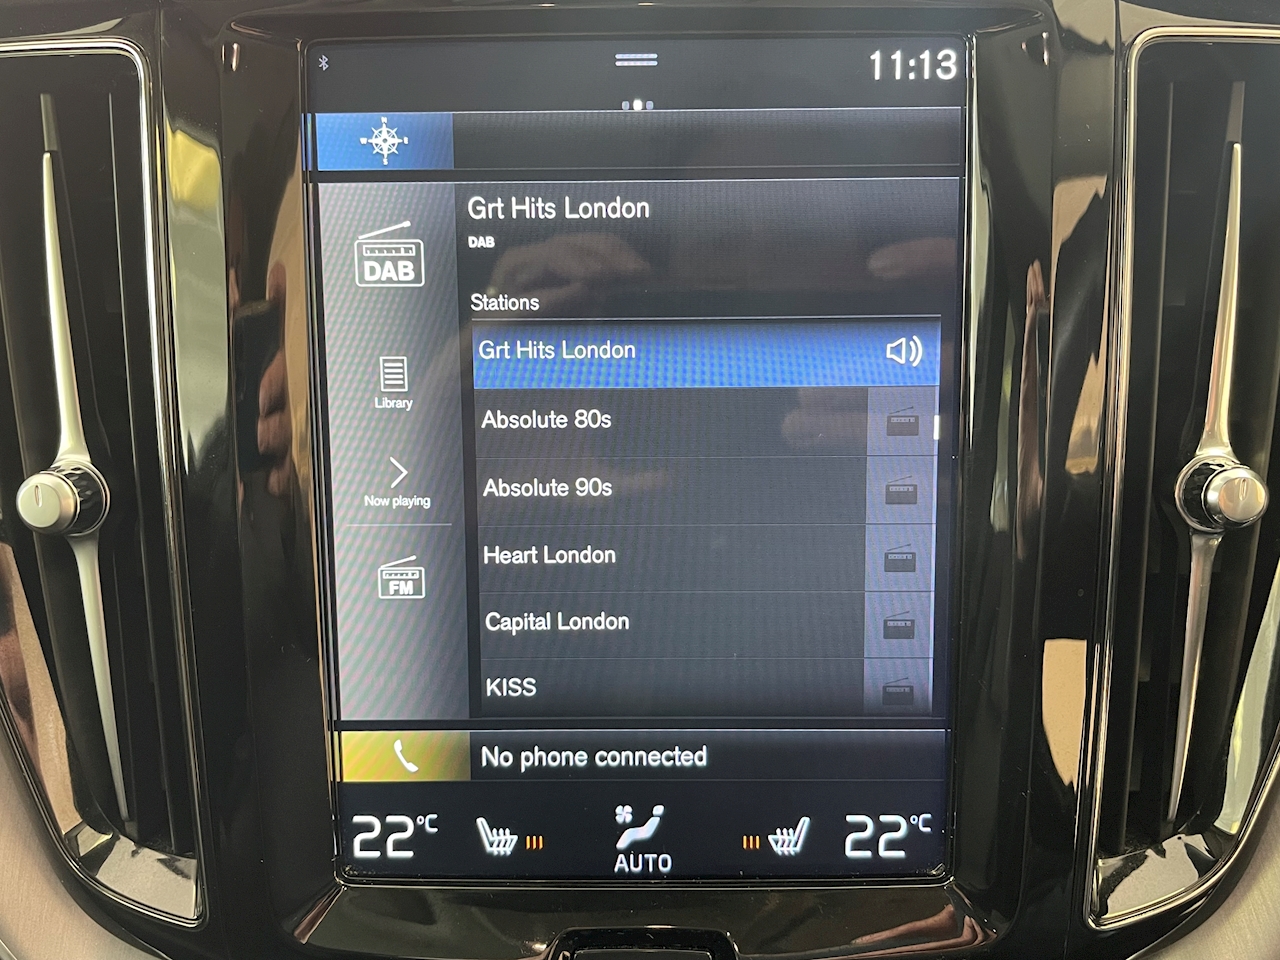 11:13
N
W E
S
Grt Hits London
DAB
DAB
Stations
Grt Hits London
Absolute 80s
Library
Absolute 90s
Now playing
Heart London
FM
Capital London
KISS
No phone connected
22°C
22°C
AUTO